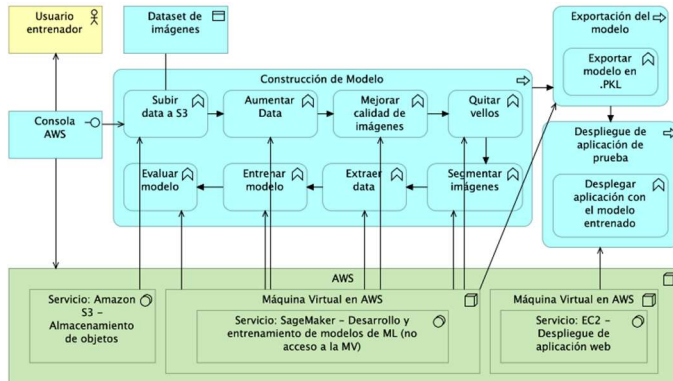 Usuario
entrenador
Dataset de
imágenes
Exportación del
modelo
Exportar
modelo en
.PKL
Construcción de Modelo
Subir
data a S3
Aumentar
Data
Mejorar
calidad de
imágenes
Quitar
vellos
Consola
AWS
Despliegue de
aplicación de
prueba
Evaluar
modelo
Entrenar
modelo
Extraer
data
Segmentar
imágenes
Desplegar
aplicación con
el modelo
entrenado
AWS
Servicio: Amazon
S3 –
Almacenamiento
de objetos
Máquina Virtual en AWS
Servicio: SageMaker – Desarrollo y
entrenamiento de modelos de ML (no
acceso a la MV)
Máquina Virtual en AWS
Servicio: EC2 –
Despliegue de
aplicación web